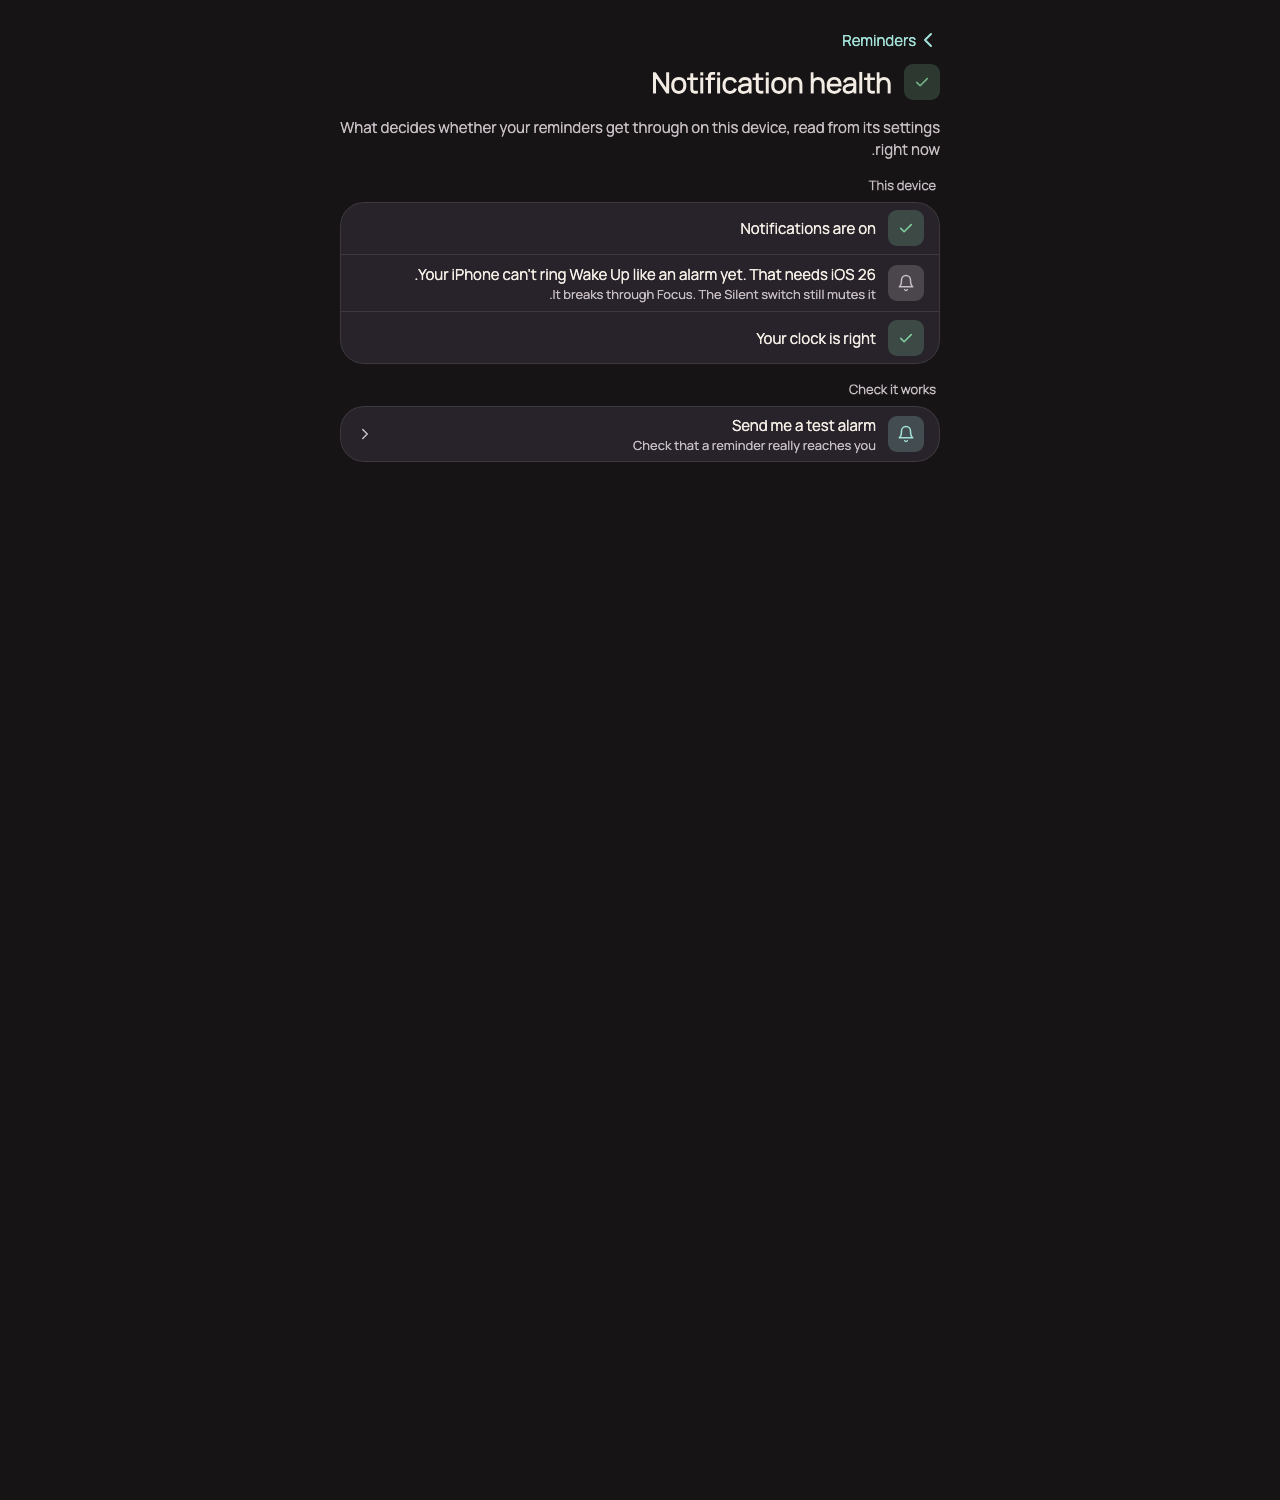 Reminders
Notification health
What decides whether your reminders get through on this device, read from its settings
.right now
This device
Notifications are on
.Your iPhone can't ring Wake Up like an alarm yet. That needs iOS 26
.It breaks through Focus. The Silent switch still mutes it
Your clock is right
Check it works
Send me a test alarm
Check that a reminder really reaches you